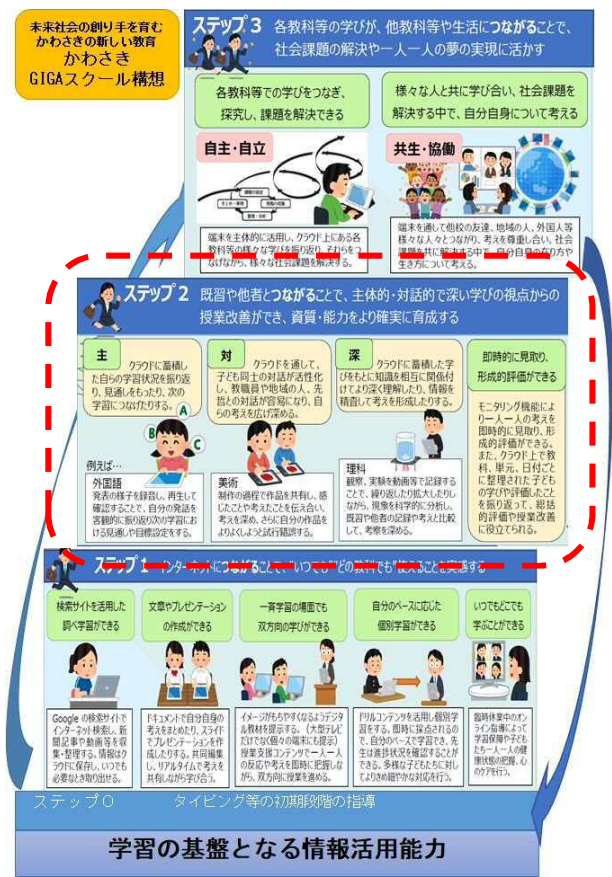 未来社会の創り手を育む
かわさきの新しい教育
かわさき
GIGAスクール構想
ステップ3
各教科等の学びが、他教科等や生活につながることで、
社会課題の解決や一人一人の夢の実現に活かす
各教科等での学びをつなぎ、
探究し、課題を解決できる
様々な人と共に学び合い、社会課題を
解決する中で、自分自身について考える
自主・自立
共生・協働
端末を主体的に活用し、クラウド上にある各
教科等の様々な学びを振り返り、それらをつ
なげながら、様々な社会課題を解決する。
端末を通して他校の友達、地域の人、外国人等
様々な人々とつながり、考えを尊重し合い、社会
課題を共に解決する中で、自分自身の在り方や
生き方について考える。
ステップ2
既習や他者とつながることで、主体的・対話的で深い学びの視点からの
授業改善ができ、資質・能力をより確実に育成する
主
クラウドに蓄積し
た自らの学習状況を振り返
り、見通しをもったり、次の
学習につなげたりする。
対
クラウドを通して、
子ども同士の対話が活性化
し、教職員や地域の人、先
哲との対話が容易になり、自
らの考えを広げ深める。
深
クラウドに蓄積した学
びをもとに知識を相互に関係付
けてより深く理解したり、情報を
精査して考えを形成したりする。
即時的に見取り、
形成的評価ができる
モニタリング機能によ
り一人一人の考えを
即時的に見取り、形
成的評価ができる。
また、クラウド上で教
科、単元、日付ごと
に整理された子ども
の学びや評価したこと
を振り返って、総括
的評価や授業改善
に役立てられる。
A
B
C
例えば…
外国語
発表の様子を録音し、再生して
確認することで、自分の発話を
客観的に振り返り次の学習にお
ける見通しや目標設定をする。
美術
制作の過程で作品を共有し、感
じたことや考えたことを伝え合い、
考えを深め、さらに自分の作品を
よりよくしようと試行錯誤する。
理科
観察、実験を動画等で記録する
ことで、繰り返したり拡大したりし
ながら、現象を科学的に分析し、
既習や他者の記録や考えと比較
して、考察を深める。
ステップ1
インターネットにつながることで、“いつでも”“どの教科でも”使えることを実感する
検索サイトを活用した
調べ学習ができる
文章やプレゼンテーション
の作成ができる
一斉学習の場面でも
双方向の学びができる
自分のペースに応じた
個別学習ができる
いつでもどこでも
学ぶことができる
Google の検索サイトで
インターネット検索し、新
聞記事や動画等を収
集・整理する。情報はク
ラウドに保存し、いつでも
必要なとき取り出せる。
ドキュメントで自分自身の
考えをまとめたり、スライド
でプレゼンテーションを作
成したりする。共同編集
し、リアルタイムで考えを
共有しながら学び合う。
イメージがもちやすくなるようデジタ
ル教材を提示する。（大型テレ
ビだけでなく個々の端末にも提示）
授業支援コンテンツで一人一人
の反応や考えを即時に把握しな
がら、双方向に授業を進める。
ドリルコンテンツを活用し個別学
習をする。即時に採点されるの
で、自分のペースで学習でき、先
生は進捗状況を確認することが
できる。多様な子どもたちに対し
てよりきめ細やかな対応を行う。
臨時休業中のオン
ライン指導によって
学習保障や子ども
たち一人一人の健
康状態の把握、心
のケアを行う。
ステップ0
タイピング等の初期段階の指導
学習の基盤となる情報活用能力